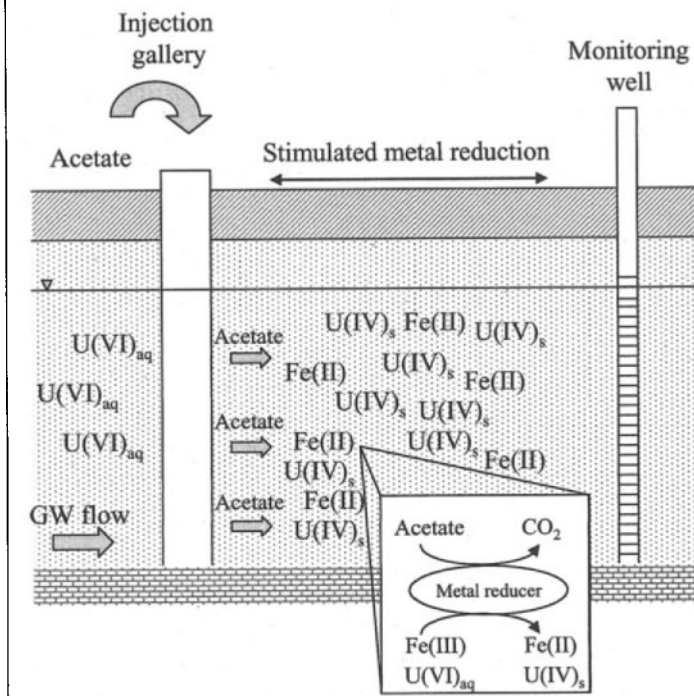 Injection
gallery
Monitoring
well
Acetate
Stimulated metal reduction
U(VI)aq
U(VI)aq
U(VI)aq
GW flow
Acetate
Acetate
Acetate
U(IV)s Fe(II) U(IV)s
Fe(II) U(IV)s Fe(II)
U(IV)s U(IV)s
Fe(II) U(IV)s Fe(II)
U(IV)s
Fe(II)
U(IV)s
Acetate CO2
Metal reducer
Fe(III) Fe(II)
U(VI)aq U(IV)s